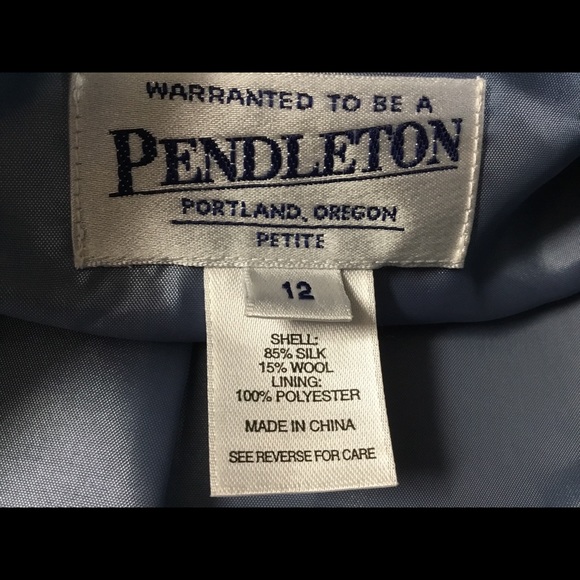 WARRANTED TO BE A
PENDLETON
PORTLAND, OREGON
PETITE
12
SHELL:
85% SILK
15% WOOL
LINING:
100% POLYESTER
MADE IN CHINA
SEE REVERSE FOR CARE